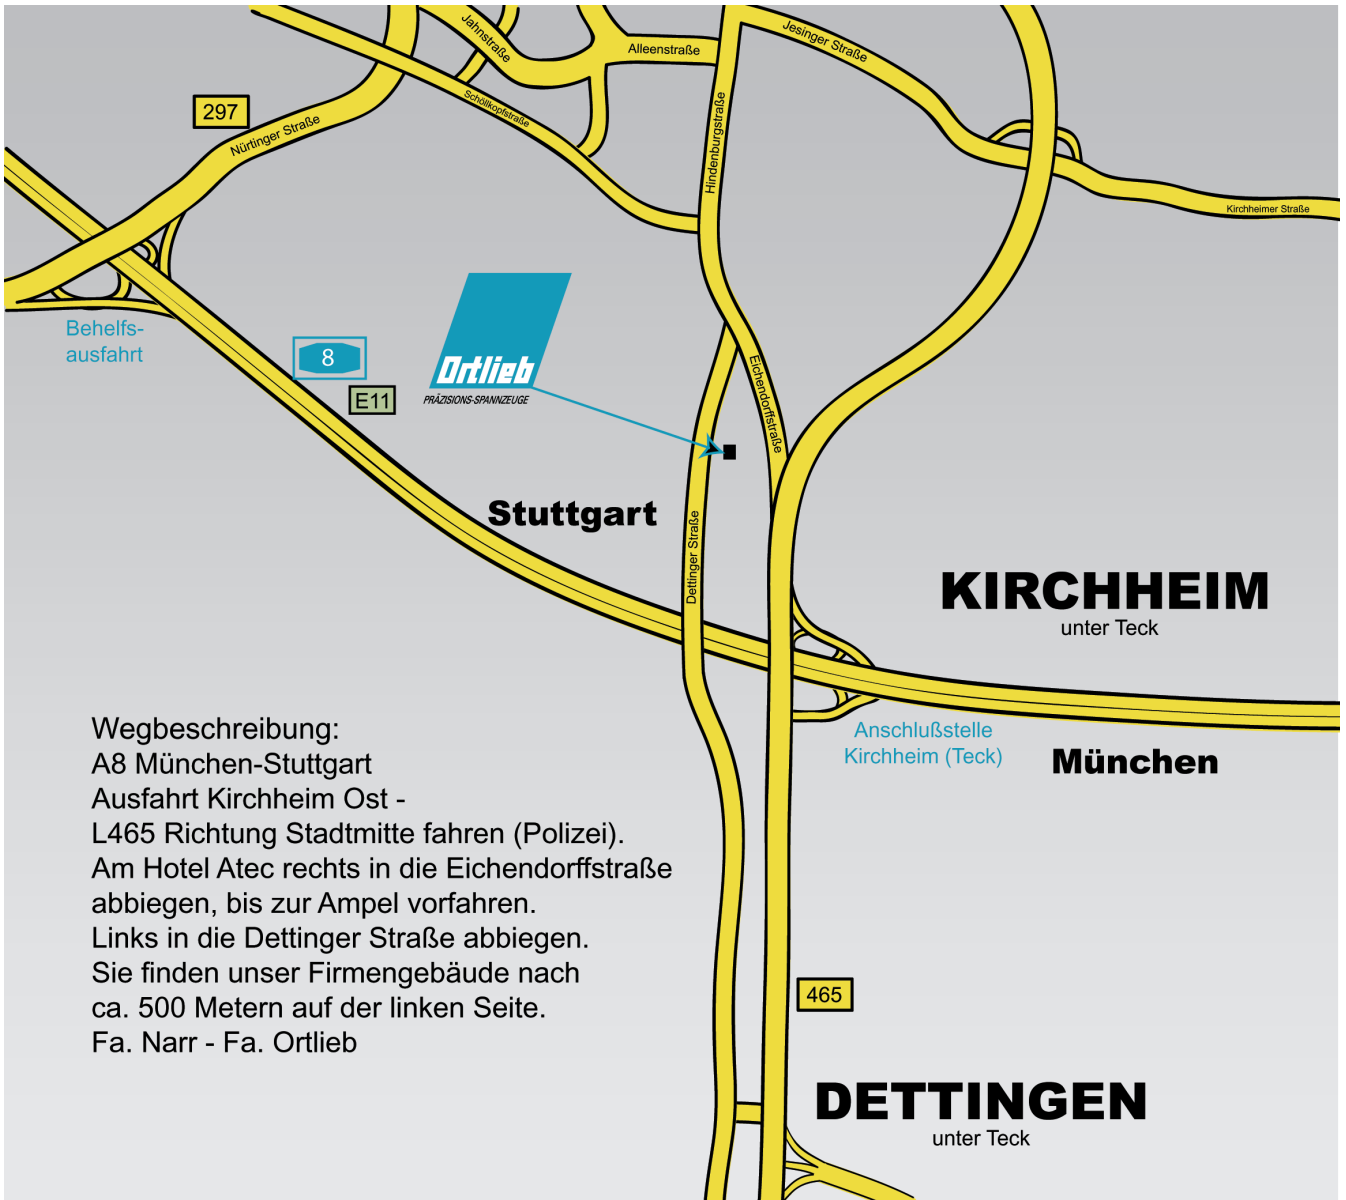 Jahnstraße
Alleenstraße
Jesinger Straße
Schöllkopfstraße
297
Nürtinger Straße
Hindenburgstraße
Kirchheimer Straße
Behelfs-
ausfahrt
8
E11
Ortlieb
PRÄZISIONS-SPANNZEUGE
Eichendorffstraße
Stuttgart
Dettinger Straße
KIRCHHEIM
unter Teck
Anschlußstelle
Kirchheim (Teck)
München
Wegbeschreibung:
A8 München-Stuttgart
Ausfahrt Kirchheim Ost -
L465 Richtung Stadtmitte fahren (Polizei).
Am Hotel Atec rechts in die Eichendorffstraße
abbiegen, bis zur Ampel vorfahren.
Links in die Dettinger Straße abbiegen.
Sie finden unser Firmengebäude nach
ca. 500 Metern auf der linken Seite.
Fa. Narr - Fa. Ortlieb
465
DETTINGEN
unter Teck